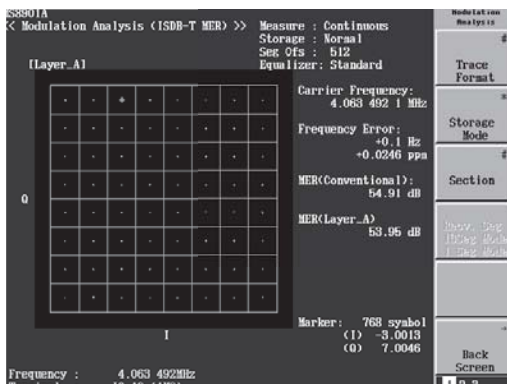 S8901A
<< Modulation Analysis (ISDB-T MER) >>
Measure : Continuous
Storage : Normal
Seg Ofs : 512
Equalizer: Standard
[Layer_A]
Q
I
Carrier Frequency:
4.063 492 1 MHz
Frequency Error:
+0.1 Hz
+0.0246 ppm
MER(Conventional):
54.91 dB
MER(Layer_A)
53.95 dB
Marker: 768 symbol
(I) -3.0013
(Q) 7.0046
Frequency : 4.063 492MHz
Modulation
Analysis
#
Trace
Format
*
Storage
Mode
#
Section
Back
Screen